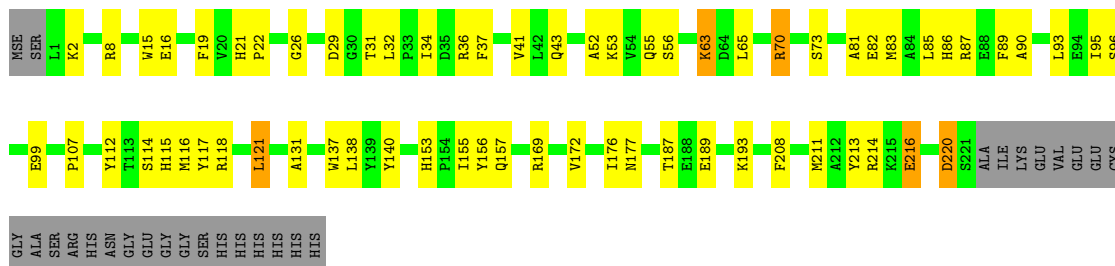 MSE SER L1 K2 R8 W15 E16 F19 V20 H21 P22 G26 D29 G30 T31 L32 P33 I34 D35 R36 F37 V41 L42 Q43 A52 K53 V54 Q55 S56 K63 D64 L65 R70 S73 A81 E82 M83 A84 L85 H86 R87 E88 F89 A90 L93 E94 I95 S96
E99 P107 Y112 T113 S114 H115 M116 Y117 R118 L121 A131 W137 L138 Y139 Y140 H153 P154 I155 Y156 Q157 R169 V172 I176 N177 T187 E188 E189 K193 F208 M211 A212 Y213 R214 K215 E216 D220 S221 ALA ILE LYS GLU VAL GLU GLU CYS
GLY ALA SER ARG HIS ASN GLY GLU GLY GLY SER HIS HIS HIS HIS HIS HIS